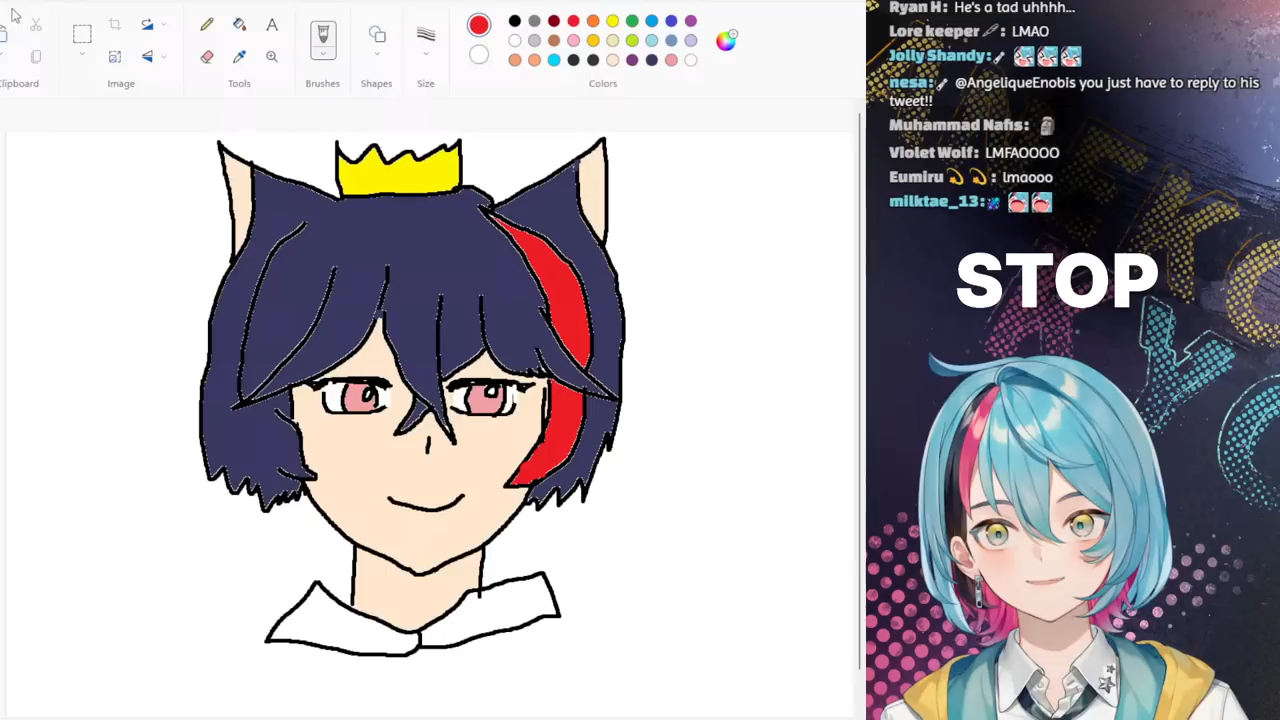 Clipboard
Image
Tools
Brushes
Shapes
Size
Colors
Ryan H: He's a tad uhhhh...
Lore keeper: LMAO
Jolly Shandy:
nesa: @AngeliqueEnobis you just have to reply to his
tweet!!
Muhammad Nafis:
Violet Wolf: LMFAOOOO
Eumiru: lmaooo
milktae_13:
STOP